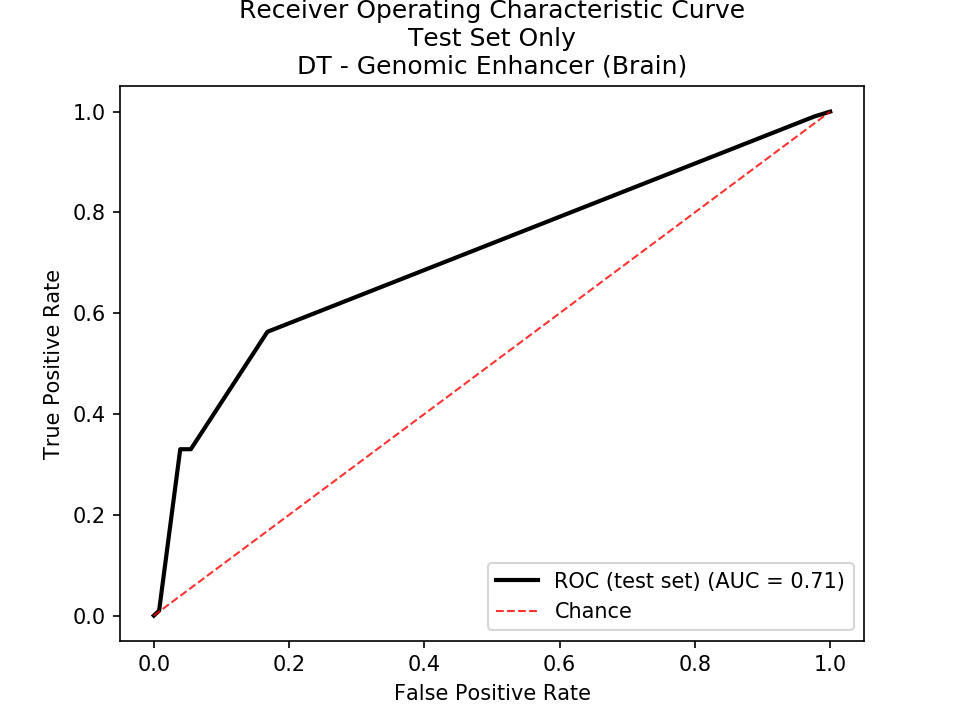 Receiver Operating Characteristic Curve
Test Set Only
DT - Genomic Enhancer (Brain)
True Positive Rate
1.0
0.8
0.6
0.4
0.2
0.0
ROC (test set) (AUC = 0.71)
Chance
0.0 0.2 0.4 0.6 0.8 1.0
False Positive Rate